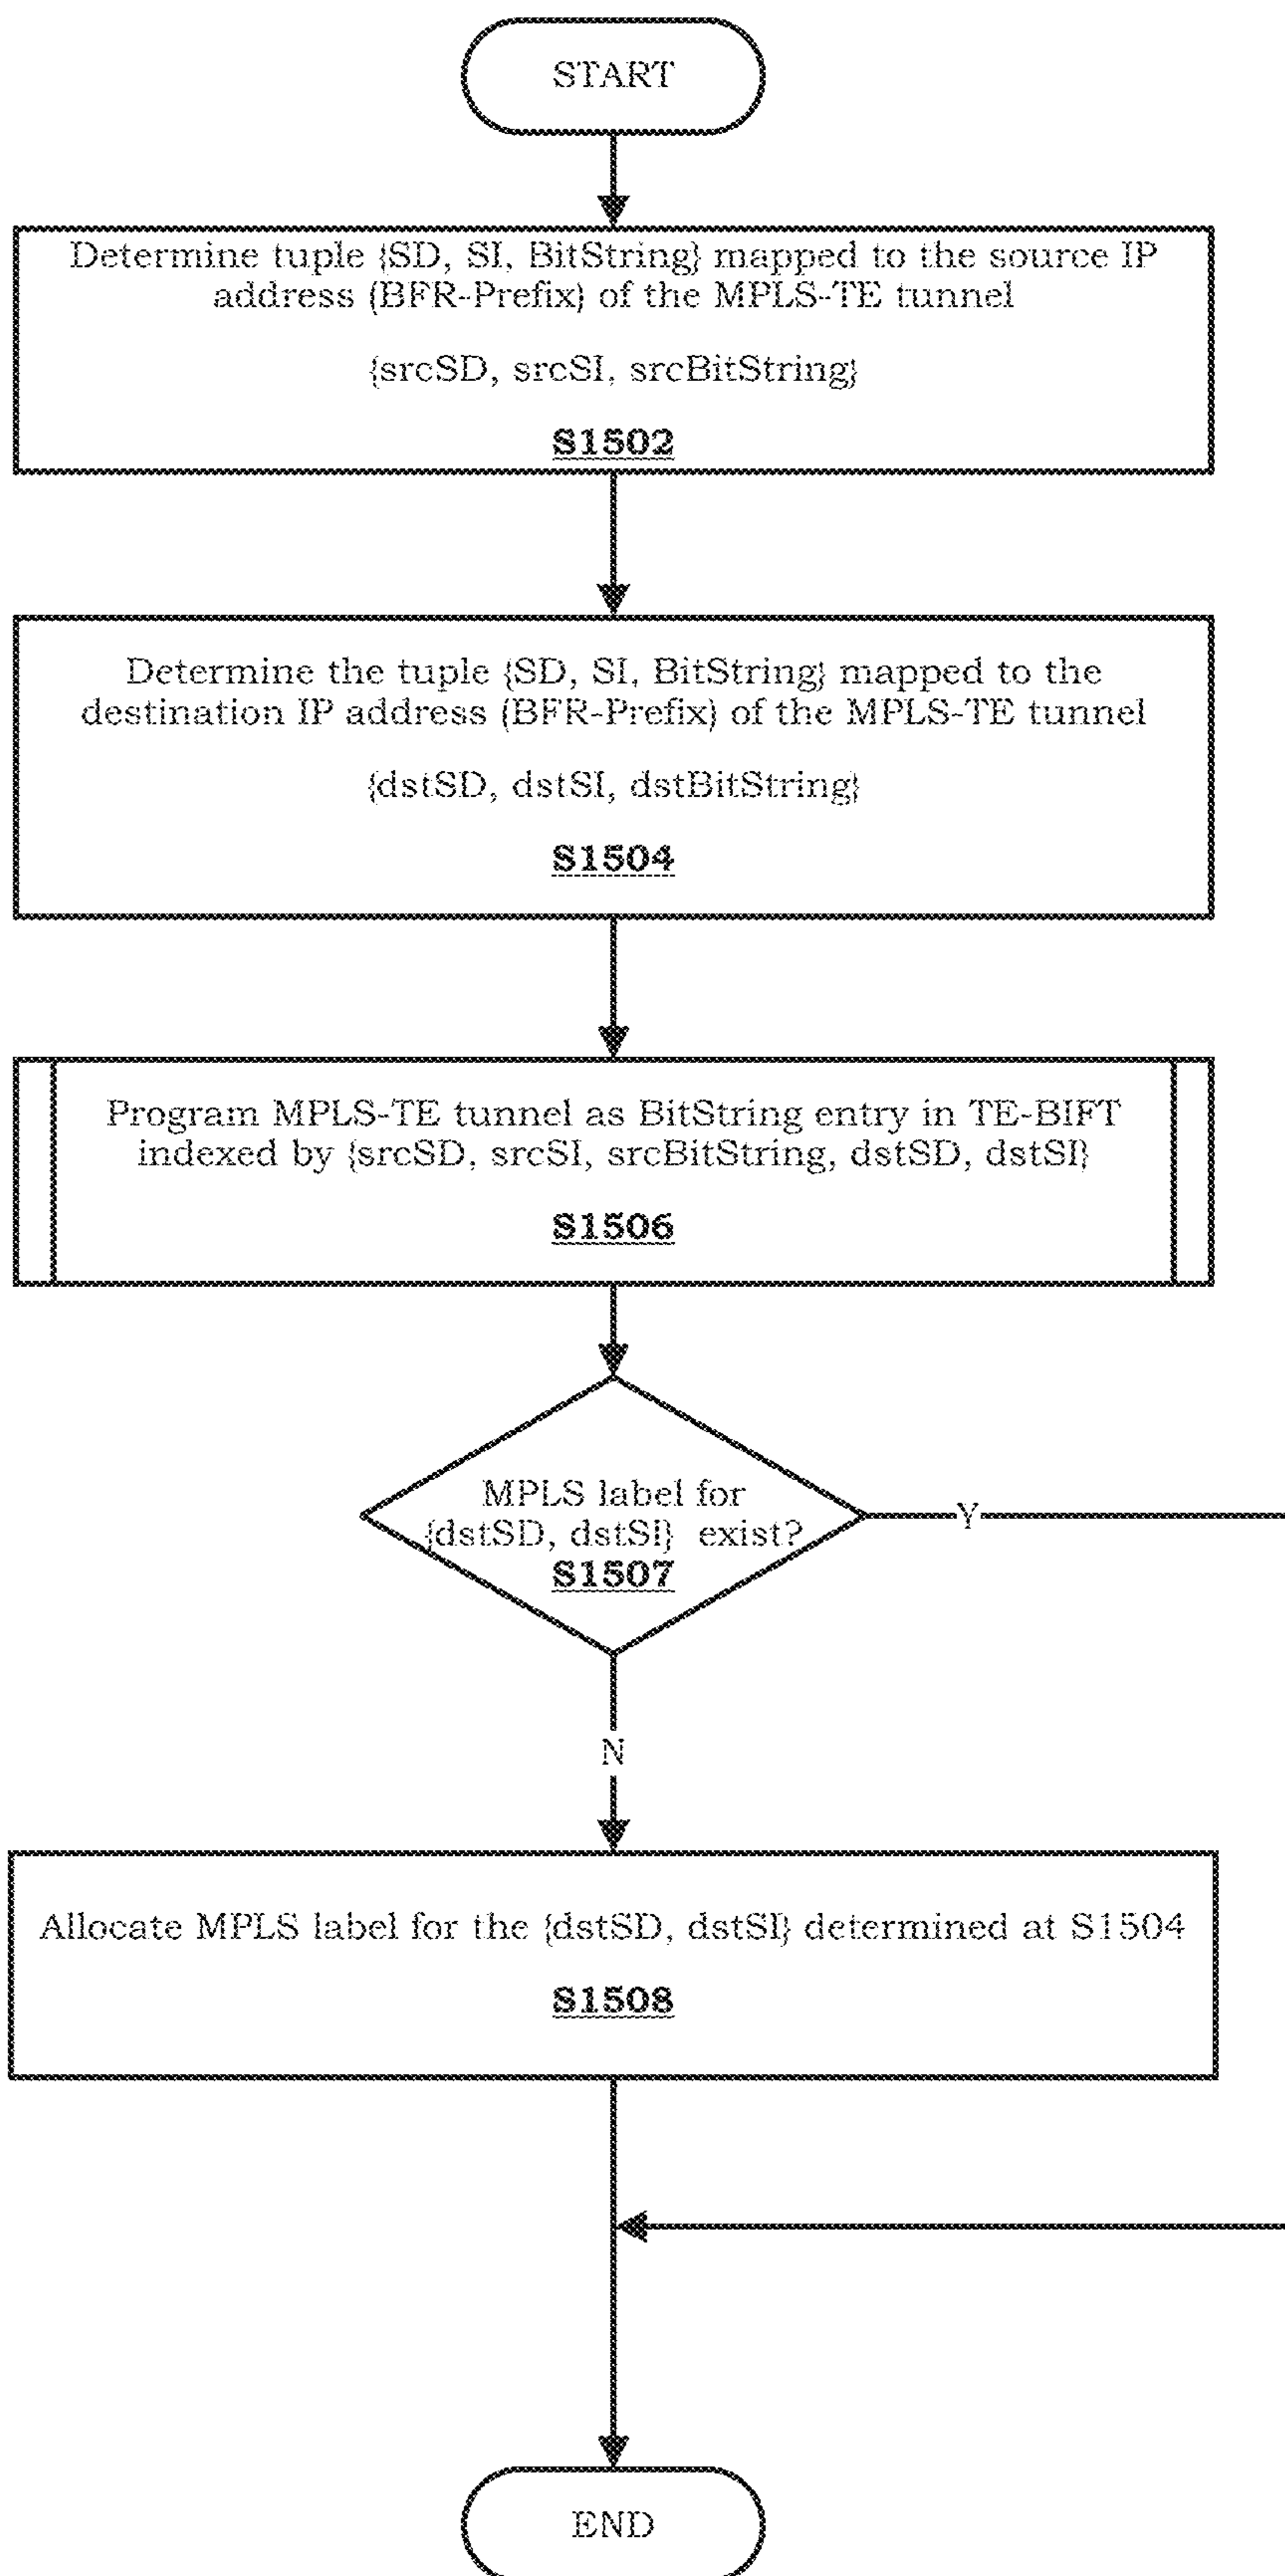 START
Determine tuple {SD, SI, BitString} mapped to the source IP
address (BFR-Prefix) of the MPLS-TE tunnel
{srcSD, srcSI, srcBitString}
S1502
Determine the tuple {SD, SI, BitString} mapped to the
destination IP address (BFR-Prefix) of the MPLS-TE tunnel
{dstSD, dstSI, dstBitString}
S1504
Program MPLS-TE tunnel as BitString entry in TE-BIFT
indexed by {srcSD, srcSI, srcBitString, dstSD, dstSI}
S1506
MPLS label for
{dstSD, dstSI} exist?
S1507
Y
N
Allocate MPLS label for the {dstSD, dstSI} determined at S1504
S1508
END